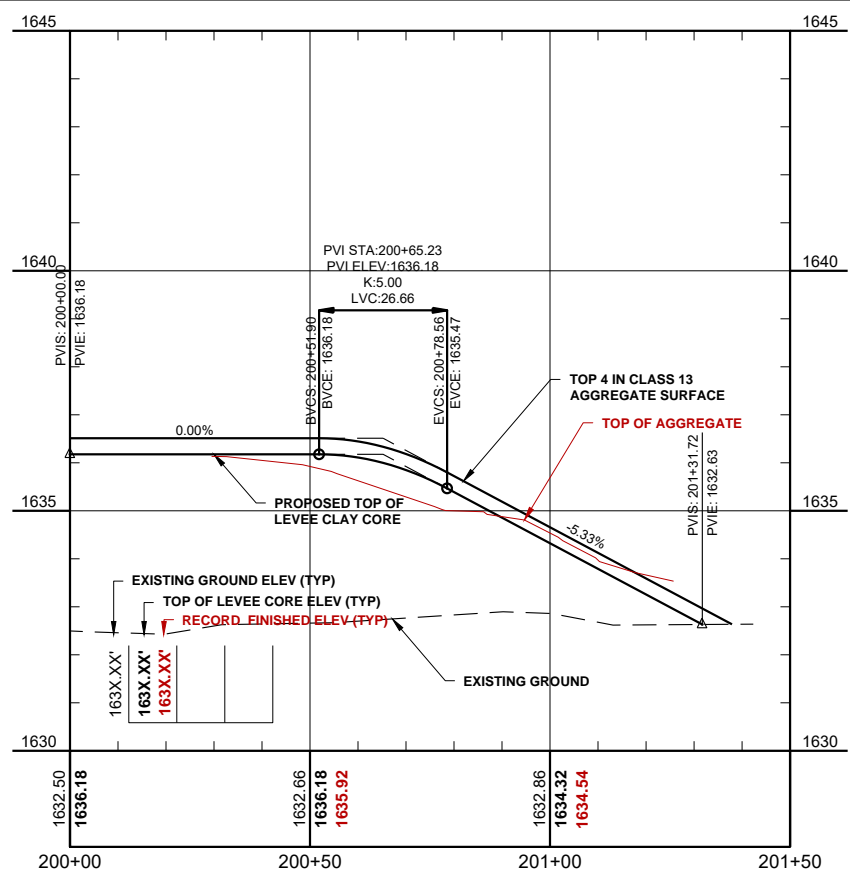 1645
1645
PVI STA:200+65.23
PVI ELEV:1636.18
K:5.00
LVC:26.66
1640
1640
PVIS: 200+00.00
PVIE: 1636.18
BVCS: 200+51.90
BVCE: 1636.18
EVCS: 200+78.56
EVCE: 1635.47
TOP 4 IN CLASS 13
AGGREGATE SURFACE
TOP OF AGGREGATE
0.00%
PVIS: 201+31.72
PVIE: 1632.63
1635
1635
PROPOSED TOP OF
LEVEE CLAY CORE
-5.33%
EXISTING GROUND ELEV (TYP)
TOP OF LEVEE CORE ELEV (TYP)
RECORD FINISHED ELEV (TYP)
163X.XX'
163X.XX'
163X.XX'
EXISTING GROUND
1630
1630
1632.50
1636.18
1632.66
1636.18
1635.92
1632.86
1634.32
1634.54
200+00
200+50
201+00
201+50